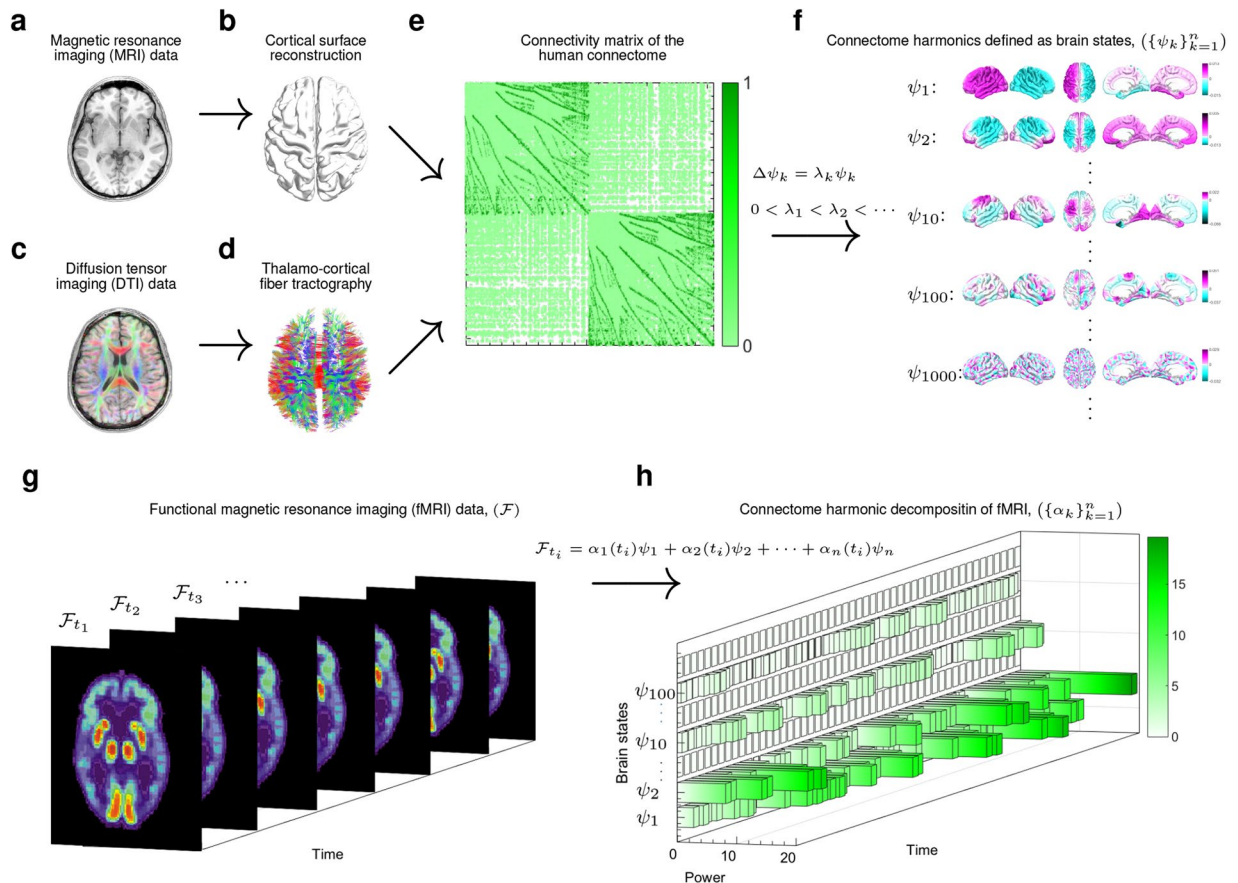 a
Magnetic resonance
imaging (MRI) data
b
Cortical surface
reconstruction
c
Diffusion tensor
imaging (DTI) data
d
Thalamo-cortical
fiber tractography
e
Connectivity matrix of the
human connectome
1
0
Δψ_k = λ_kψ_k
0 < λ_1 < λ_2 < ···
f
Connectome harmonics defined as brain states, ({ψ_k}_{k=1}^n)
ψ_1:
ψ_2:
ψ_10:
ψ_100:
ψ_1000:
g
Functional magnetic resonance imaging (fMRI) data, (ℱ)
ℱ_{t_1}
ℱ_{t_2}
ℱ_{t_3}
···
Time
h
Connectome harmonic decompositin of fMRI, ({α_k}_{k=1}^n)
ℱ_{t_i} = α_1(t_i)ψ_1 + α_2(t_i)ψ_2 + ··· + α_n(t_i)ψ_n
Brain states
ψ_100
ψ_10
ψ_2
ψ_1
0
10
20
Power
Time
15
10
5
0